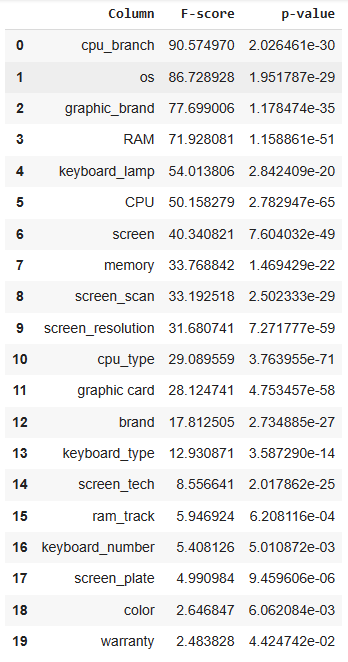 Column F-score p-value
0 cpu_branch 90.574970 2.026461e-30
1 os 86.728928 1.951787e-29
2 graphic_brand 77.699006 1.178474e-35
3 RAM 71.928081 1.158861e-51
4 keyboard_lamp 54.013806 2.842409e-20
5 CPU 50.158279 2.782947e-65
6 screen 40.340821 7.604032e-49
7 memory 33.768842 1.469429e-22
8 screen_scan 33.192518 2.502333e-29
9 screen_resolution 31.680741 7.271777e-59
10 cpu_type 29.089559 3.763955e-71
11 graphic card 28.124741 4.753457e-58
12 brand 17.812505 2.734885e-27
13 keyboard_type 12.930871 3.587290e-14
14 screen_tech 8.556641 2.017862e-25
15 ram_track 5.946924 6.208116e-04
16 keyboard_number 5.408126 5.010872e-03
17 screen_plate 4.990984 9.459606e-06
18 color 2.646847 6.062084e-03
19 warranty 2.483828 4.424742e-02